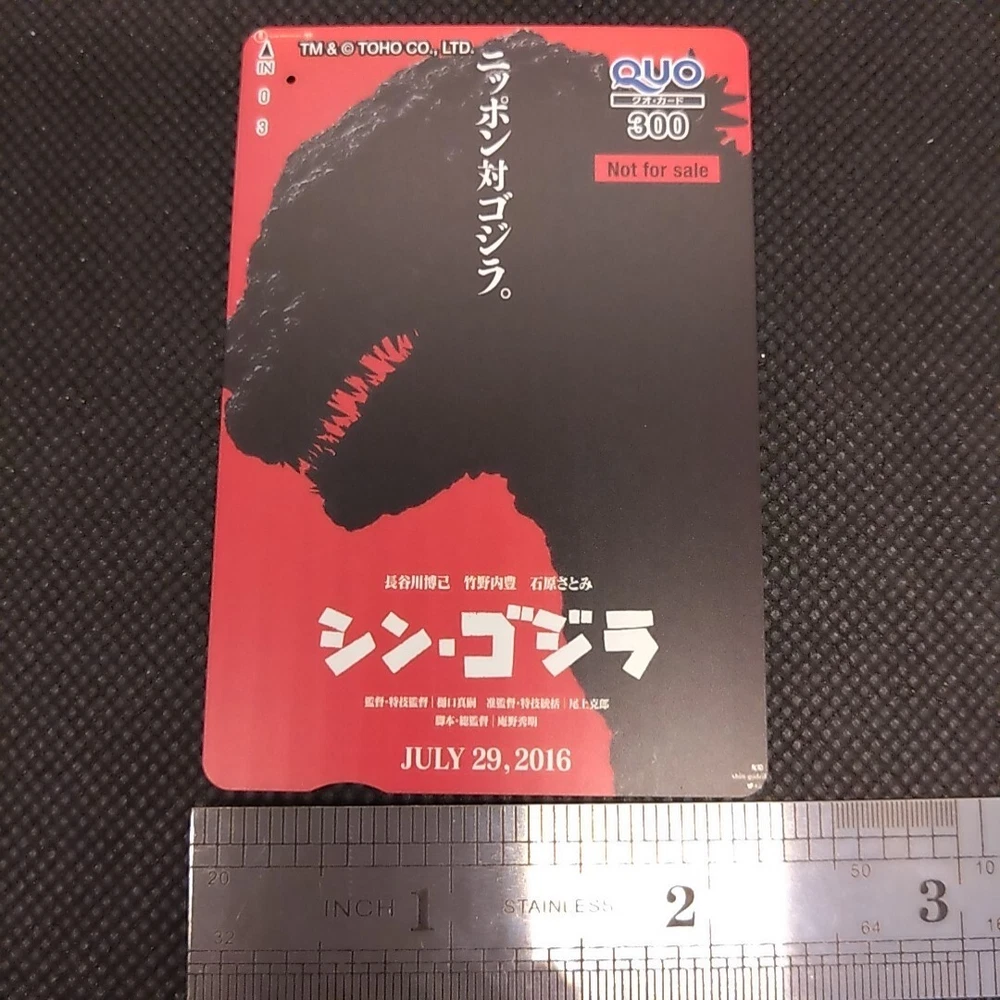 TM & © TOHO CO., LTD.
IN
0
3
QUO
クオ・カード
300
Not for sale
ニッポン対ゴジラ。
長谷川博己 竹野内豊 石原さとみ
シン・ゴジラ
監督・特技監督|樋口真嗣 准監督・特技統括|尾上克郎
脚本・総監督|庵野秀明
JULY 29, 2016
20
INCH 1
STAINLESS
2
50
3
10
32
64
16